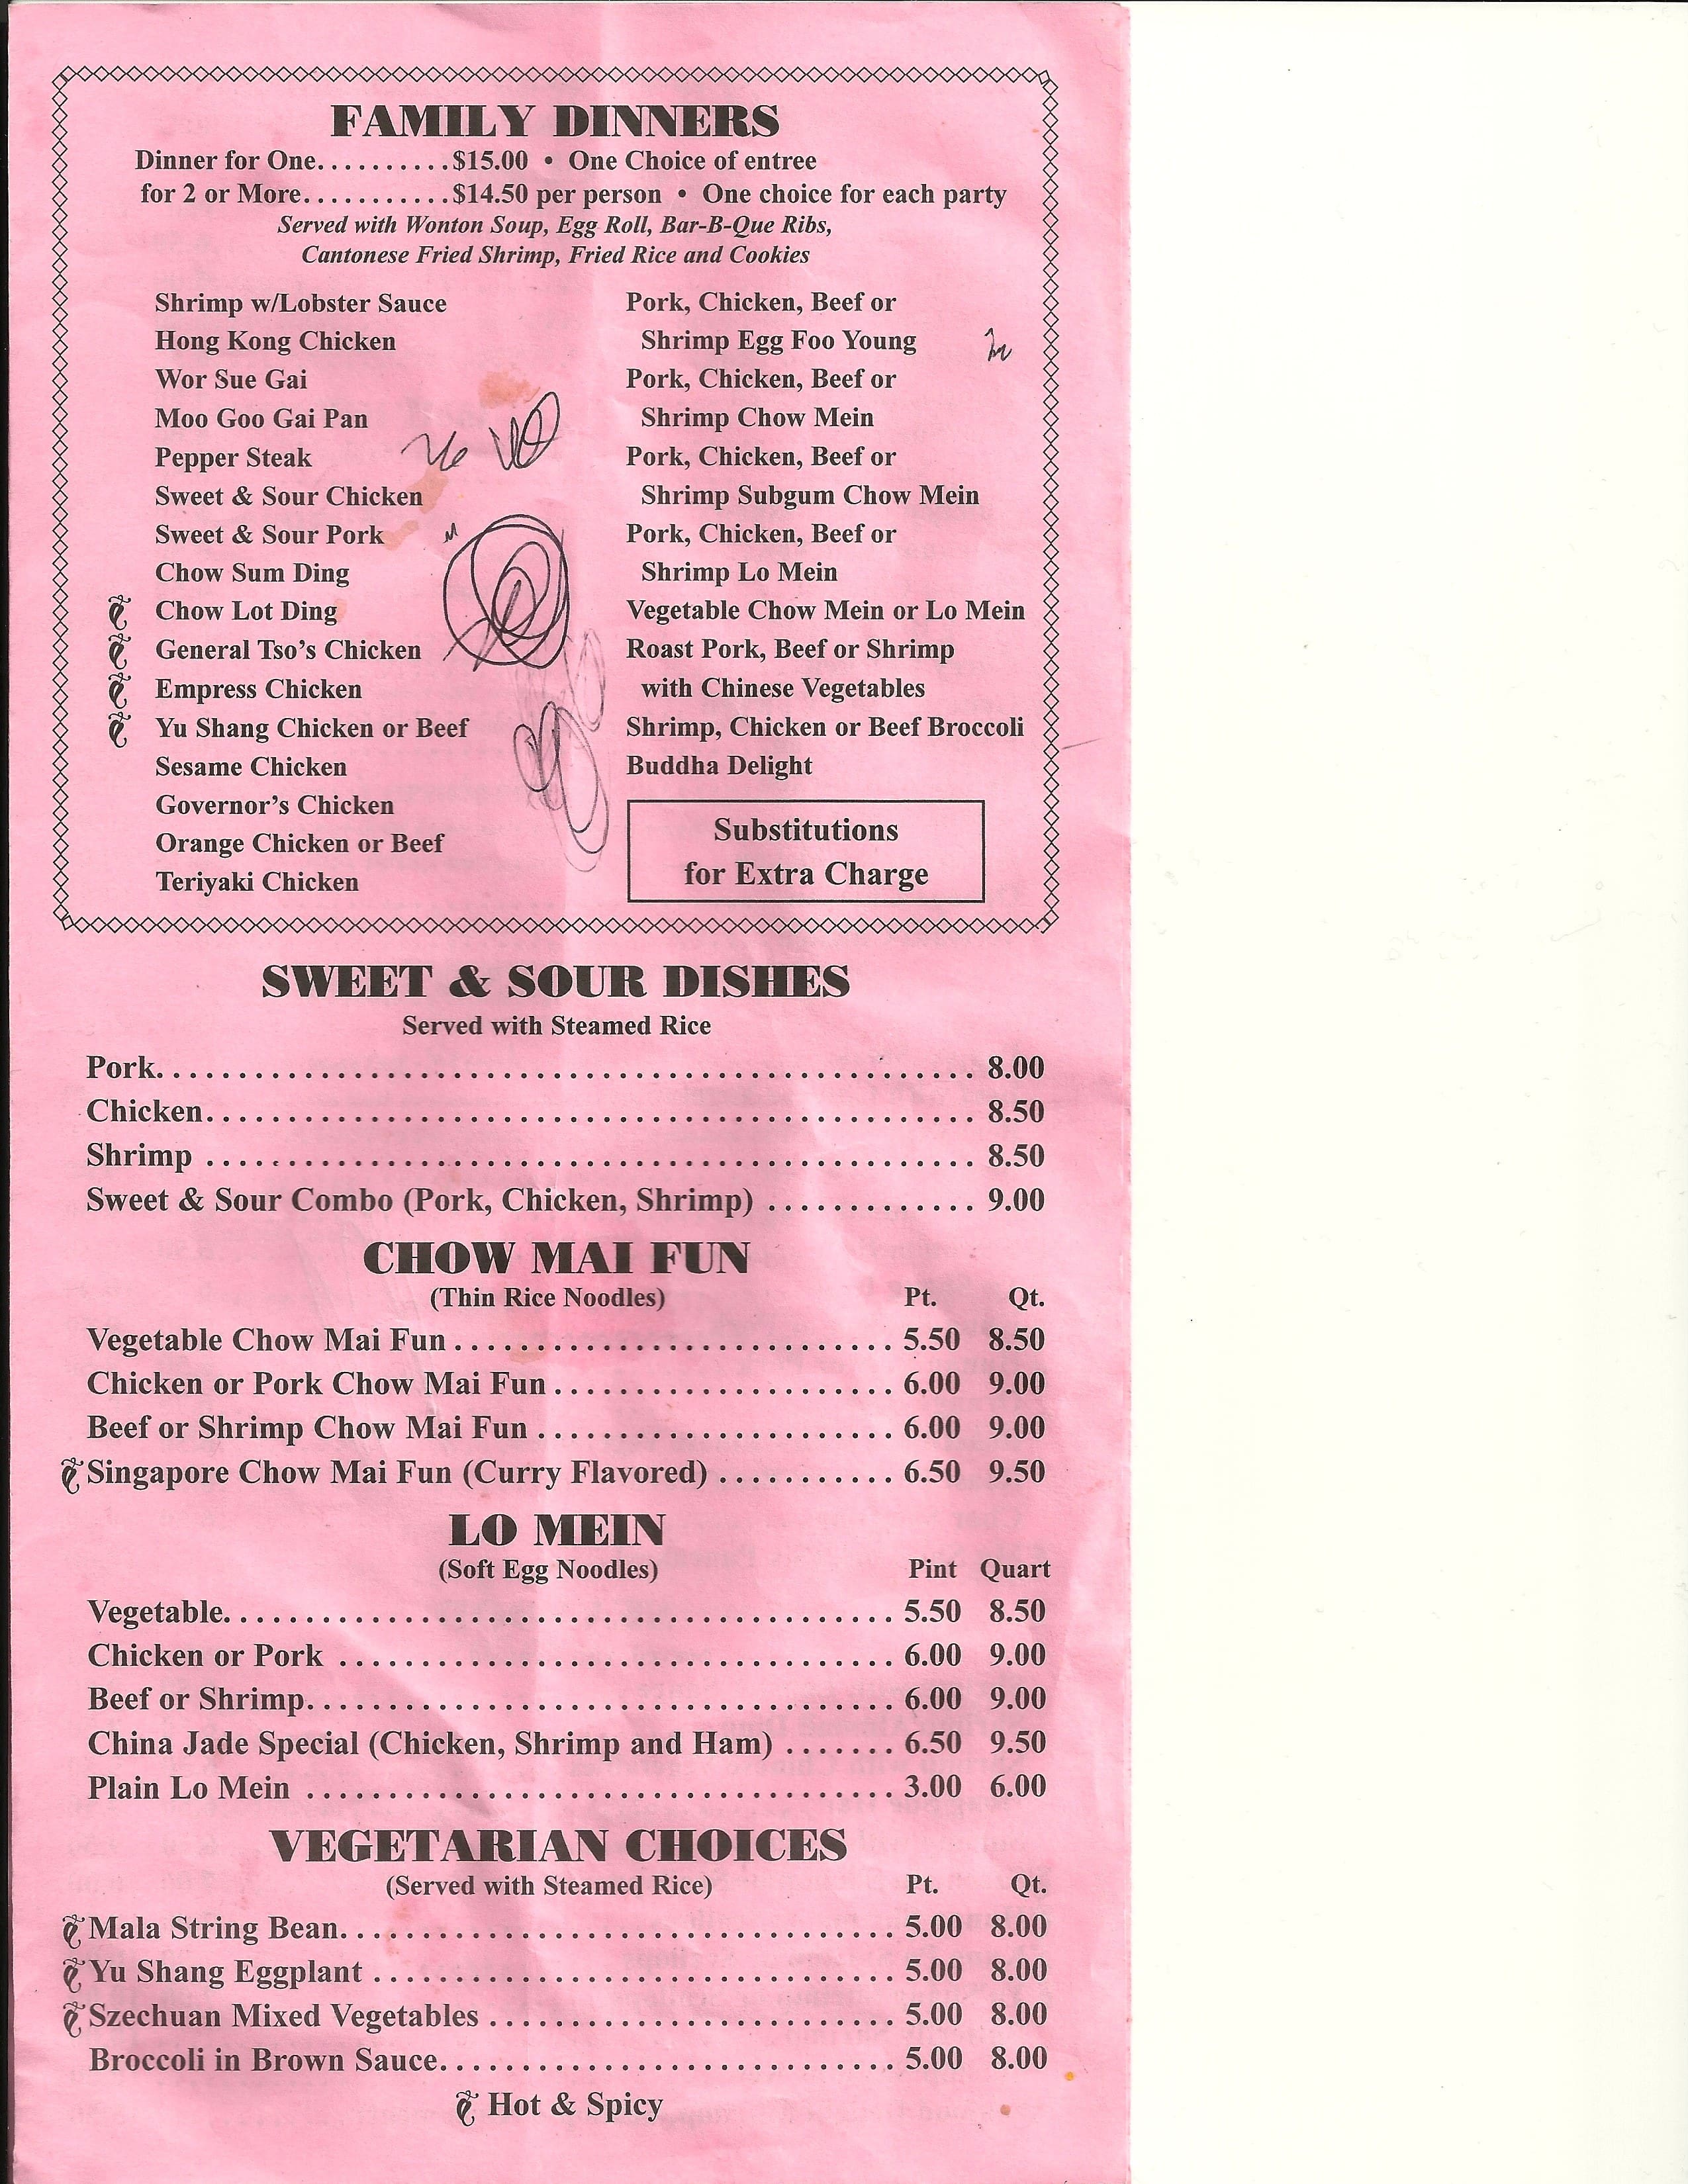 FAMILY DINNERS
Dinner for One..........$15.00 • One Choice of entree
for 2 or More...........$14.50 per person • One choice for each party
Served with Wonton Soup, Egg Roll, Bar-B-Que Ribs,
Cantonese Fried Shrimp, Fried Rice and Cookies
Shrimp w/Lobster Sauce
Hong Kong Chicken
Wor Sue Gai
Moo Goo Gai Pan
Pepper Steak
Sweet & Sour Chicken
Sweet & Sour Pork
Chow Sum Ding
Chow Lot Ding
General Tso's Chicken
Empress Chicken
Yu Shang Chicken or Beef
Sesame Chicken
Governor's Chicken
Orange Chicken or Beef
Teriyaki Chicken
Pork, Chicken, Beef or
Shrimp Egg Foo Young
Pork, Chicken, Beef or
Shrimp Chow Mein
Pork, Chicken, Beef or
Shrimp Subgum Chow Mein
Pork, Chicken, Beef or
Shrimp Lo Mein
Vegetable Chow Mein or Lo Mein
Roast Pork, Beef or Shrimp
with Chinese Vegetables
Shrimp, Chicken or Beef Broccoli
Buddha Delight
Substitutions
for Extra Charge
SWEET & SOUR DISHES
Served with Steamed Rice
Pork.................................................. 8.00
Chicken............................................... 8.50
Shrimp ............................................... 8.50
Sweet & Sour Combo (Pork, Chicken, Shrimp) ............. 9.00
CHOW MAI FUN
(Thin Rice Noodles) Pt. Qt.
Vegetable Chow Mai Fun ........................... 5.50 8.50
Chicken or Pork Chow Mai Fun ..................... 6.00 9.00
Beef or Shrimp Chow Mai Fun ...................... 6.00 9.00
Singapore Chow Mai Fun (Curry Flavored) ........... 6.50 9.50
LO MEIN
(Soft Egg Noodles) Pint Quart
Vegetable......................................... 5.50 8.50
Chicken or Pork .................................. 6.00 9.00
Beef or Shrimp.................................... 6.00 9.00
China Jade Special (Chicken, Shrimp and Ham) ....... 6.50 9.50
Plain Lo Mein .................................... 3.00 6.00
VEGETARIAN CHOICES
(Served with Steamed Rice) Pt. Qt.
Mala String Bean.................................. 5.00 8.00
Yu Shang Eggplant ................................ 5.00 8.00
Szechuan Mixed Vegetables ......................... 5.00 8.00
Broccoli in Brown Sauce............................ 5.00 8.00
Hot & Spicy